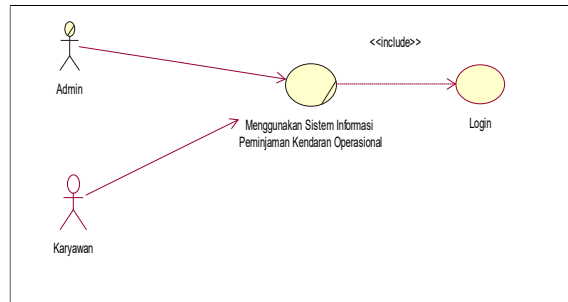 <<include>>
Admin
Menggunakan Sistem Informasi
Peminjaman Kendaran Operasional
Login
Karyawan